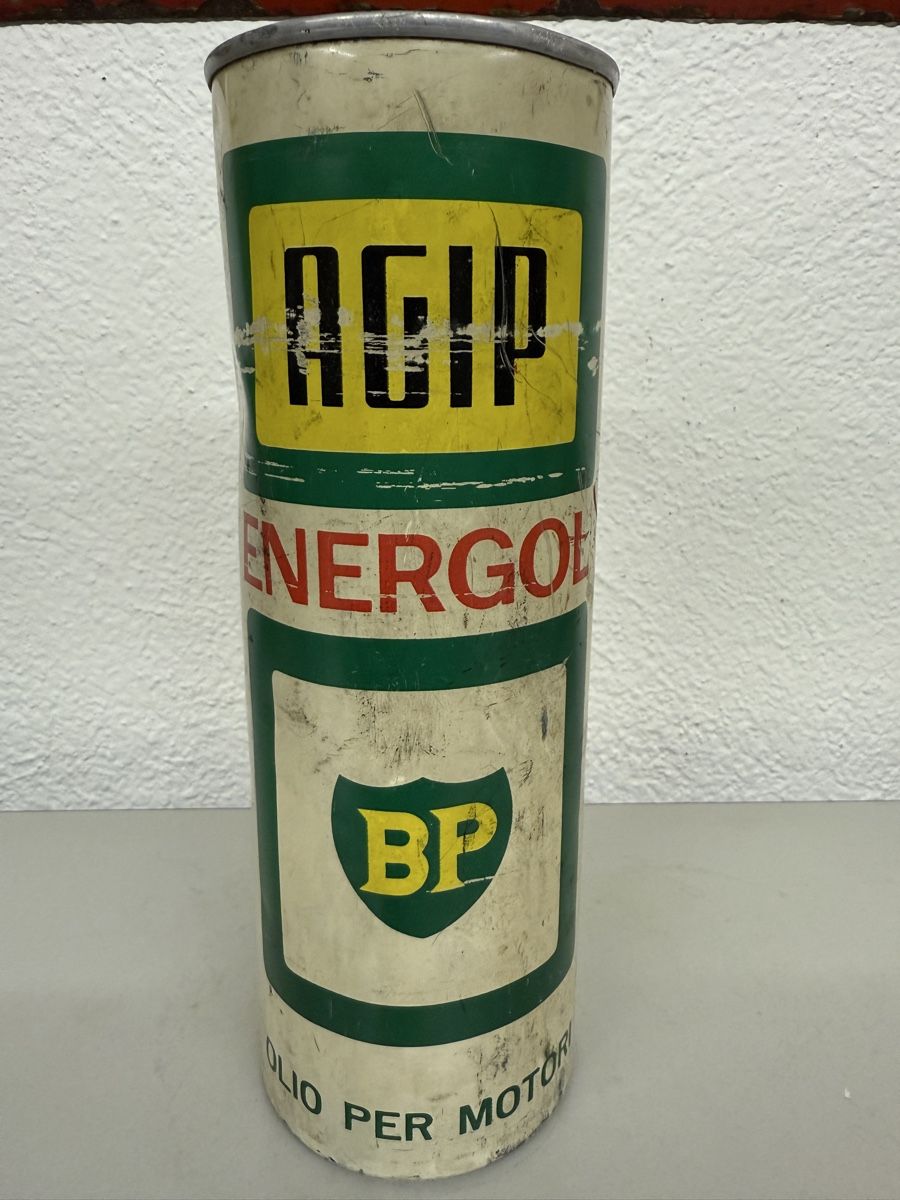 AGIP
ENERGOL
BP
OLIO PER MOTORI